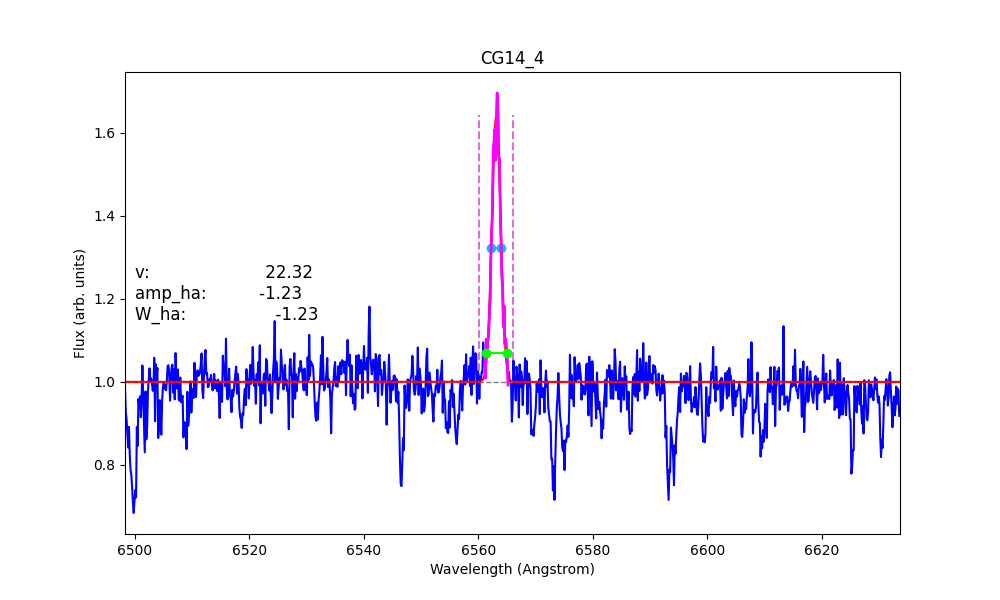 CG14_4
Flux (arb. units)
1.6
1.4
1.2
1.0
0.8
v: 22.32
amp_ha: -1.23
W_ha: -1.23
6500 6520 6540 6560 6580 6600 6620
Wavelength (Angstrom)